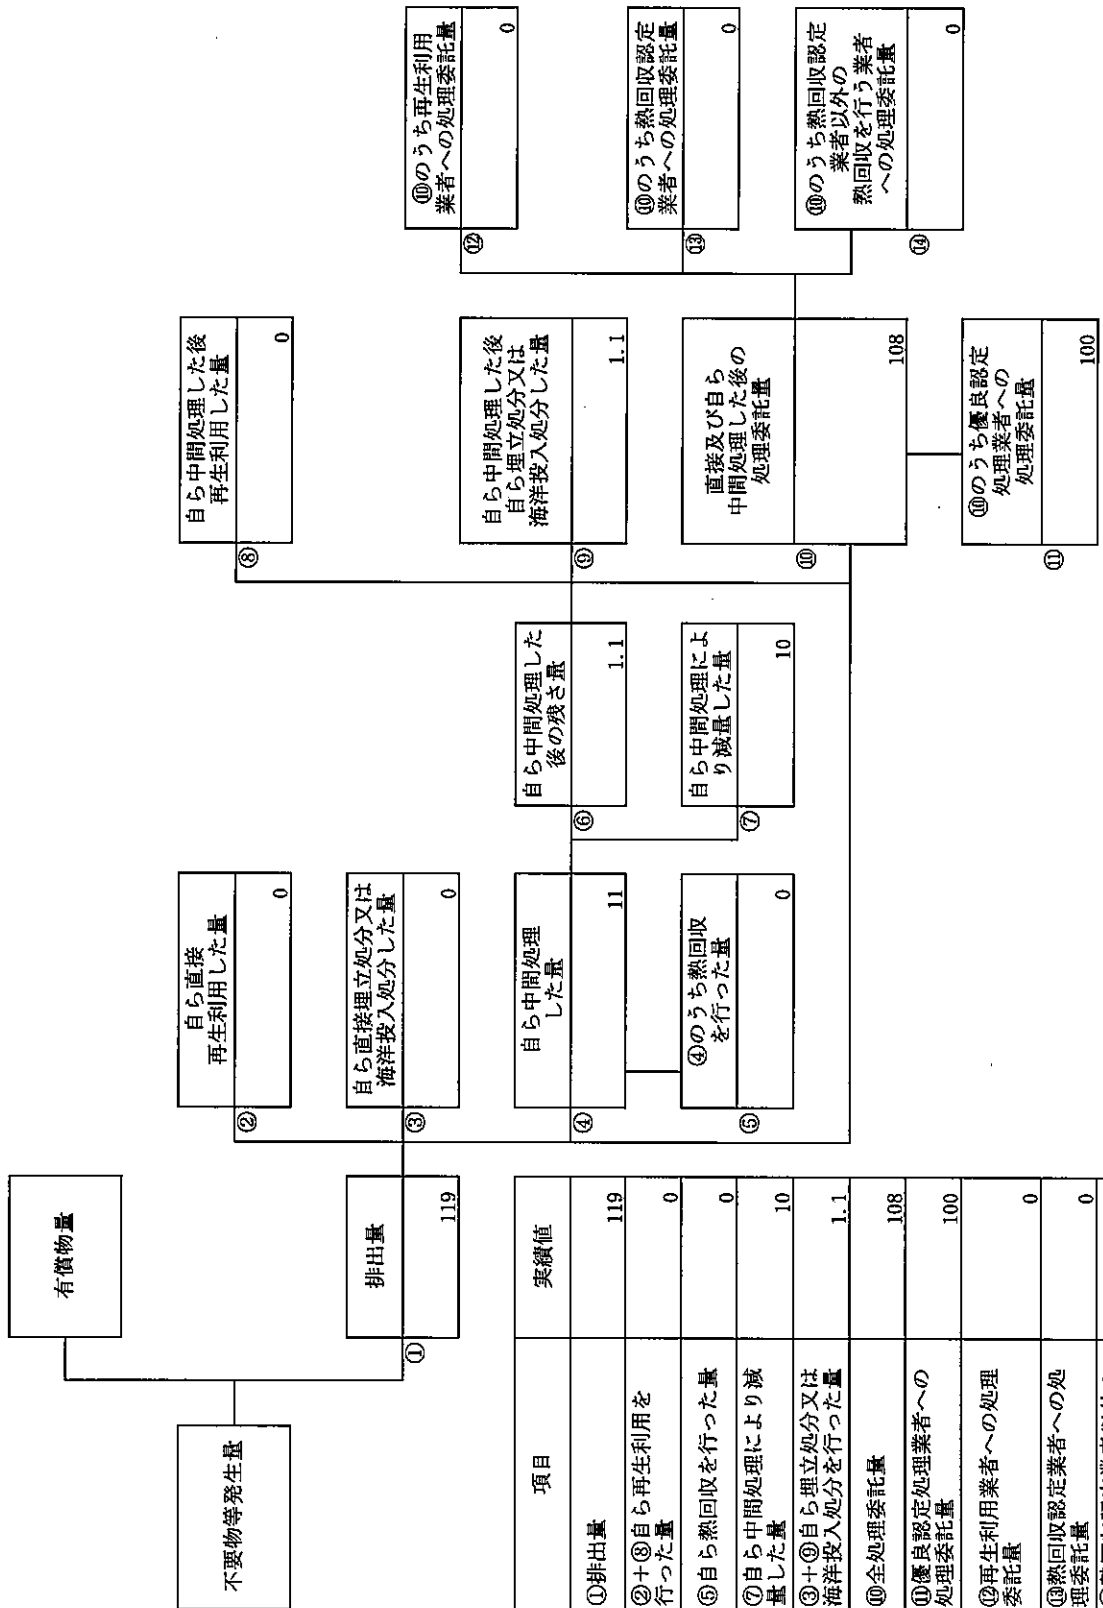 不要物等発生量
有償物量
排出量
①
119
②
自ら直接
再生利用した量
0
③
自ら直接埋立処分又は
海洋投入処分した量
0
④
自ら中間処理
した量
11
⑤
④のうち熱回収
を行った量
0
⑥
自ら中間処理した
後の残さ量
1.1
⑦
自ら中間処理によ
り減量した量
10
⑧
自ら中間処理した後
再生利用した量
0
⑨
自ら中間処理した後
自ら埋立処分又は
海洋投入処分した量
1.1
⑩
直接及び自ら
中間処理した後の
処理委託量
108
⑪
⑩のうち優良認定
処理業者への
処理委託量
100
⑫
⑩のうち再生利用
業者への処理委託量
0
⑬
⑩のうち熱回収認定
業者への処理委託量
0
⑭
⑩のうち熱回収認定
業者以外の
熱回収を行う業者
への処理委託量
0
項目 実績値
①排出量 119
②+⑧自ら再生利用を
行った量 0
⑤自ら熱回収を行った量 0
⑦自ら中間処理により減
量した量 10
③+⑨自ら埋立処分又は
海洋投入処分を行った量 1.1
⑩全処理委託量 108
⑪優良認定処理業者への
処理委託量 100
⑫再生利用業者への処理
委託量 0
⑬熱回収認定業者への処
理委託量 0